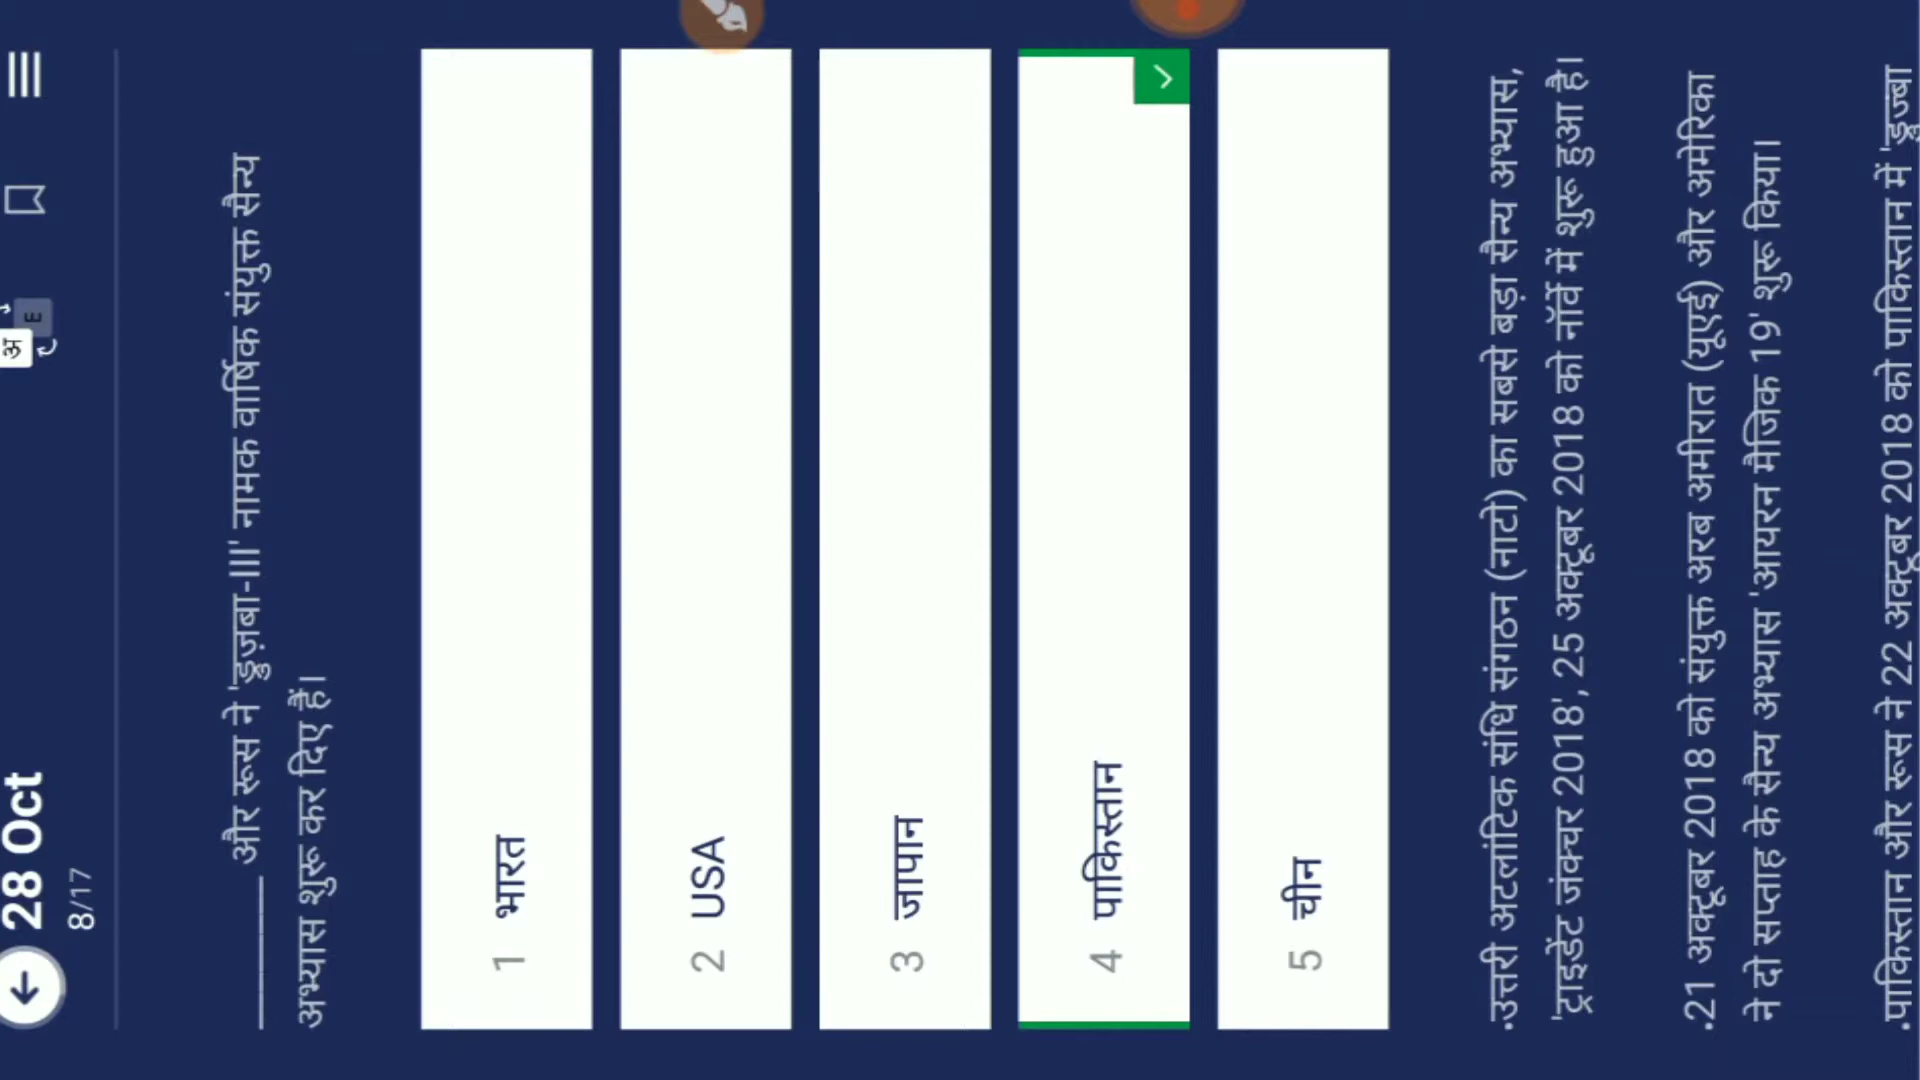 28 Oct
8/17
अ E
________ और रूस ने 'ड्रुज़बा-III' नामक वार्षिक संयुक्त सैन्य
अभ्यास शुरू कर दिए हैं।
1 भारत
2 USA
3 जापान
4 पाकिस्तान
5 चीन
.उत्तरी अटलांटिक संधि संगठन (नाटो) का सबसे बड़ा सैन्य अभ्यास,
'ट्राइडेंट जंक्चर 2018', 25 अक्टूबर 2018 को नॉर्वे में शुरू हुआ है।
.21 अक्टूबर 2018 को संयुक्त अरब अमीरात (यूएई) और अमेरिका
ने दो सप्ताह के सैन्य अभ्यास 'आयरन मैजिक 19' शुरू किया।
.पाकिस्तान और रूस ने 22 अक्टूबर 2018 को पाकिस्तान में 'ड्रुज्बा